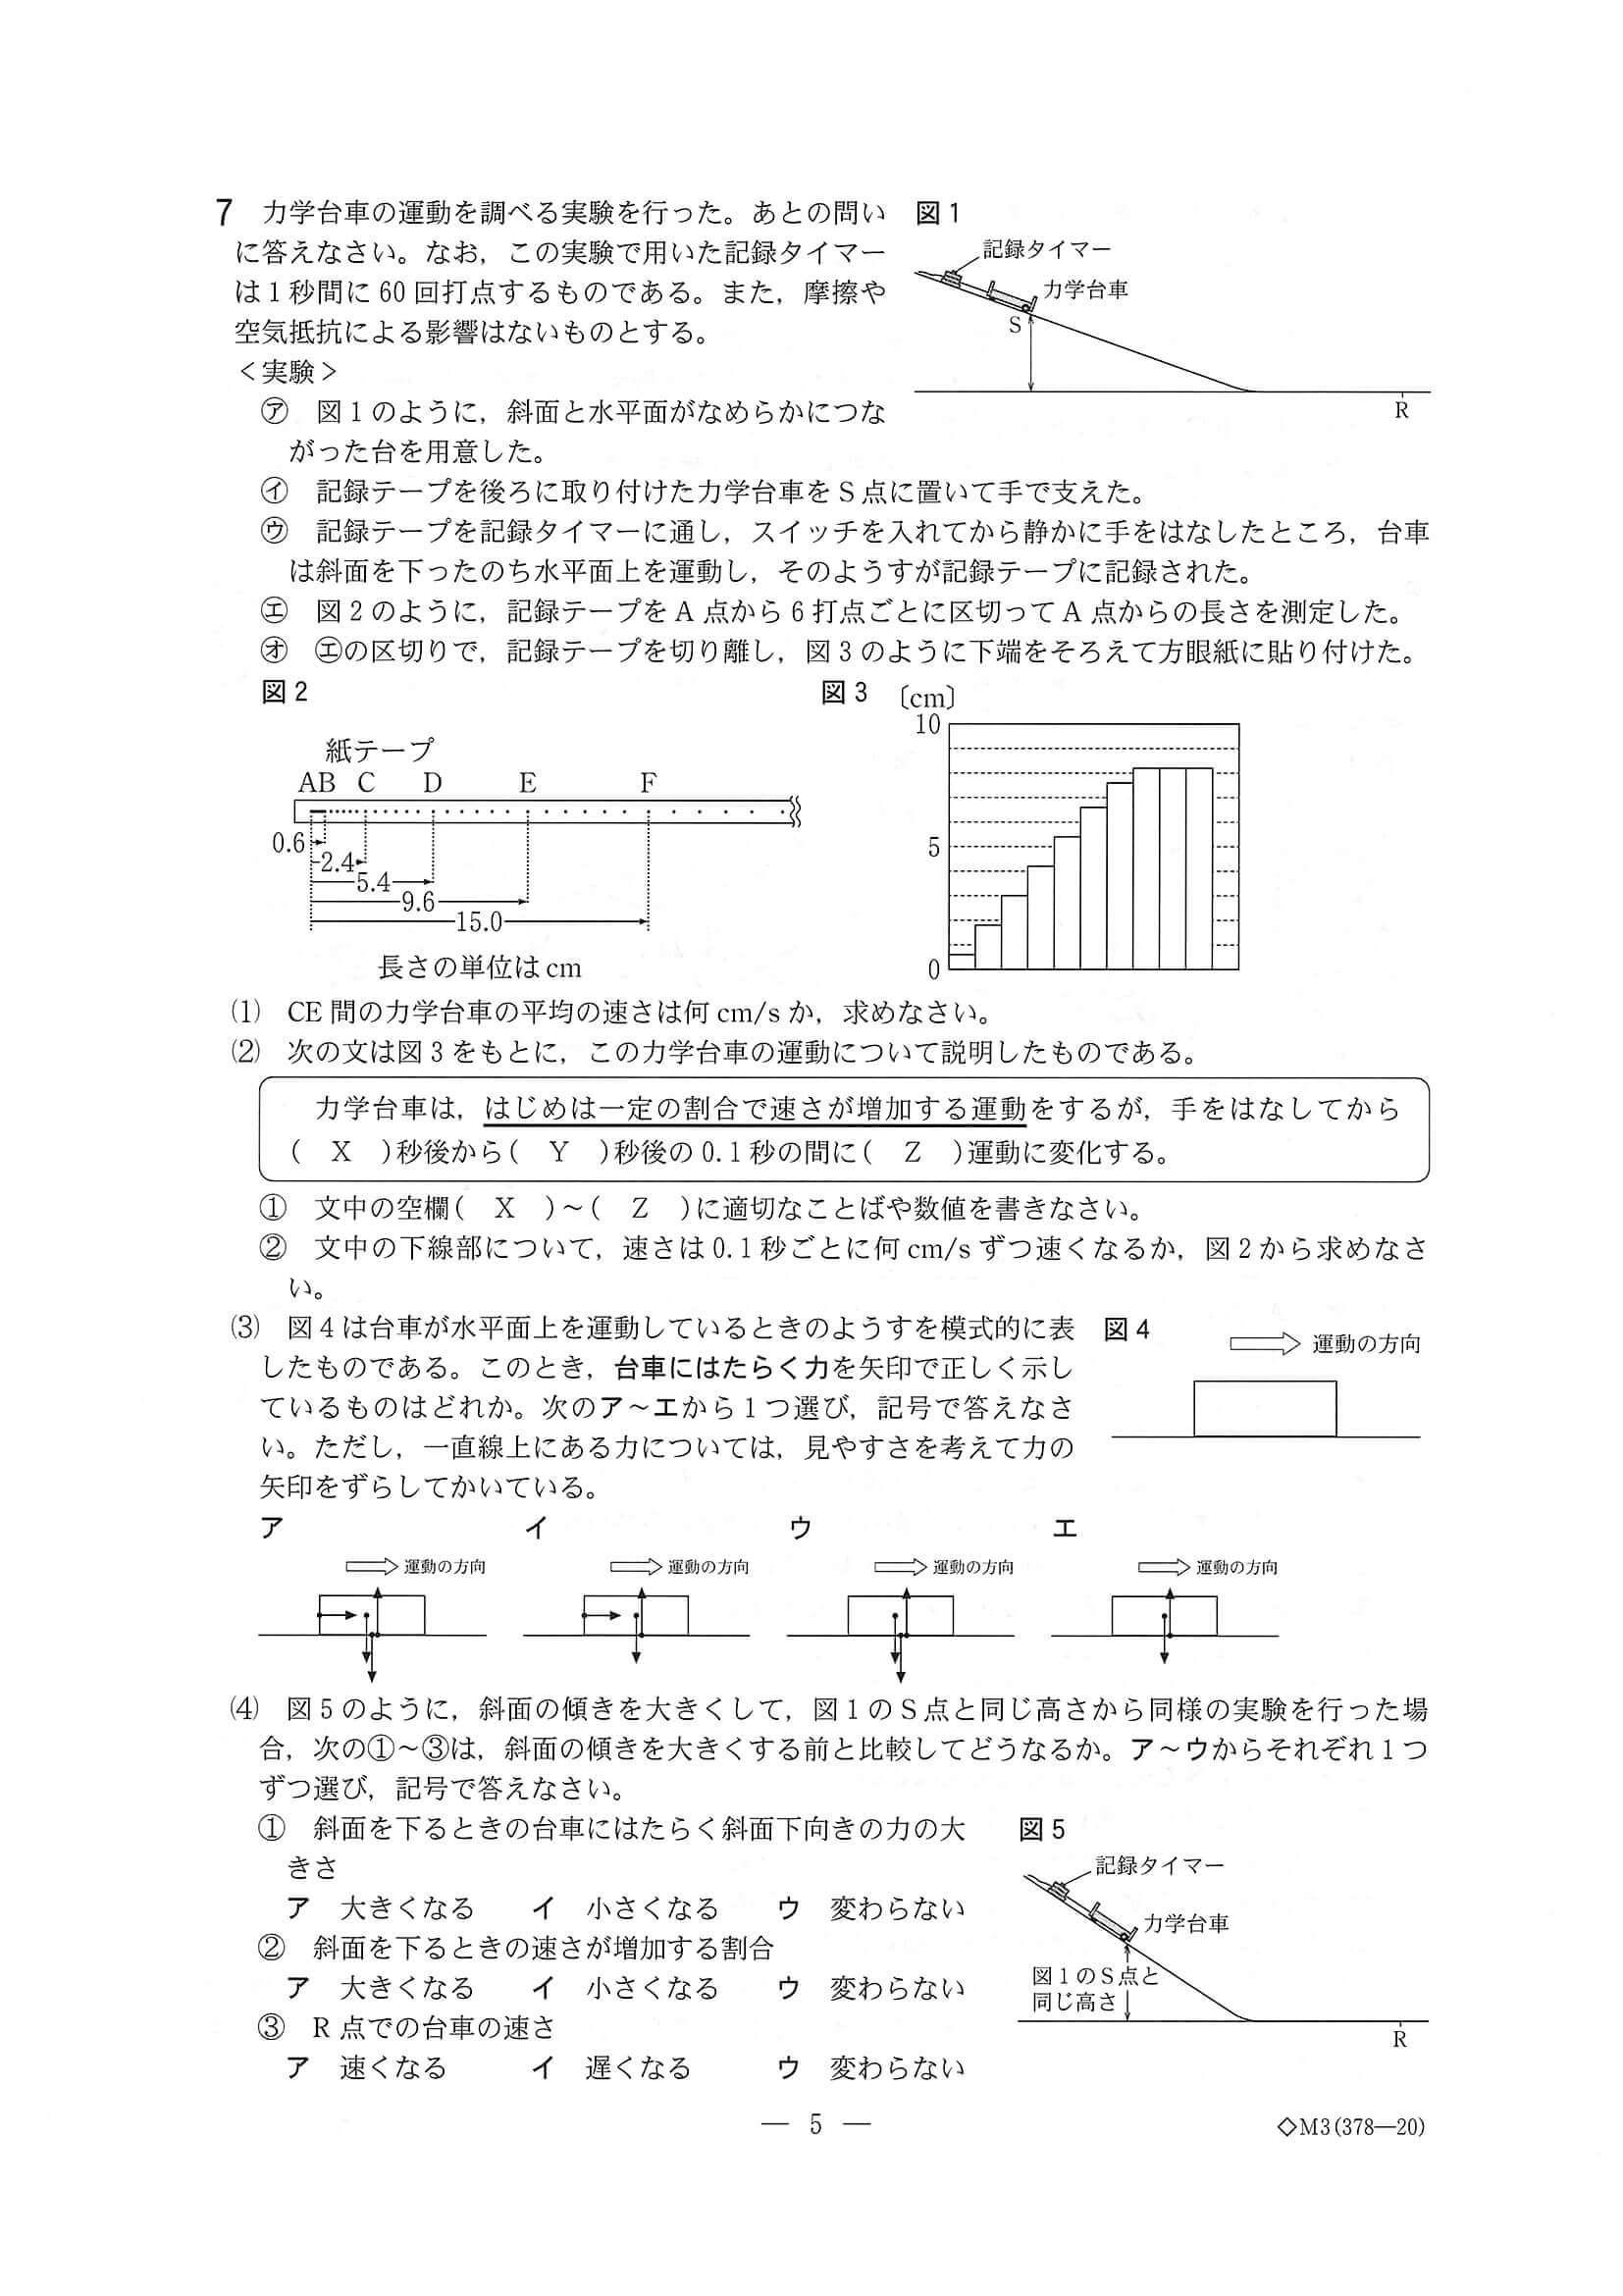 7 力学台車の運動を調べる実験を行った。あとの問い
に答えなさい。なお，この実験で用いた記録タイマー
は1秒間に60回打点するものである。また，摩擦や
空気抵抗による影響はないものとする。
図1
記録タイマー
力学台車
S
R
＜実験＞
㋐ 図1のように，斜面と水平面がなめらかにつな
がった台を用意した。
㋑ 記録テープを後ろに取り付けた力学台車をS点に置いて手で支えた。
㋒ 記録テープを記録タイマーに通し，スイッチを入れてから静かに手をはなしたところ，台車
は斜面を下ったのち水平面上を運動し，そのようすが記録テープに記録された。
㋓ 図2のように，記録テープをA点から6打点ごとに区切ってA点からの長さを測定した。
㋔ ㋓の区切りで，記録テープを切り離し，図3のように下端をそろえて方眼紙に貼り付けた。
図2
紙テープ
A B C D E F
0.6
2.4
5.4
9.6
15.0
長さの単位はcm
図3 〔cm〕
10
5
0
⑴ CE間の力学台車の平均の速さは何cm/sか，求めなさい。
⑵ 次の文は図3をもとに，この力学台車の運動について説明したものである。
力学台車は，はじめは一定の割合で速さが増加する運動をするが，手をはなしてから
（ X ）秒後から（ Y ）秒後の0.1秒の間に（ Z ）運動に変化する。
① 文中の空欄（ X ）～（ Z ）に適切なことばや数値を書きなさい。
② 文中の下線部について，速さは0.1秒ごとに何cm/sずつ速くなるか，図2から求めなさ
い。
⑶ 図4は台車が水平面上を運動しているときのようすを模式的に表
したものである。このとき，台車にはたらく力を矢印で正しく示し
ているものはどれか。次のア～エから1つ選び，記号で答えなさ
い。ただし，一直線上にある力については，見やすさを考えて力の
矢印をずらしてかいている。
図4
運動の方向
ア イ ウ エ
運動の方向 運動の方向 運動の方向 運動の方向
⑷ 図5のように，斜面の傾きを大きくして，図1のS点と同じ高さから同様の実験を行った場
合，次の①～③は，斜面の傾きを大きくする前と比較してどうなるか。ア～ウからそれぞれ1つ
ずつ選び，記号で答えなさい。
① 斜面を下るときの台車にはたらく斜面下向きの力の大
きさ
ア 大きくなる イ 小さくなる ウ 変わらない
② 斜面を下るときの速さが増加する割合
ア 大きくなる イ 小さくなる ウ 変わらない
③ R点での台車の速さ
ア 速くなる イ 遅くなる ウ 変わらない
図5
記録タイマー
力学台車
図1のS点と
同じ高さ
R
― 5 ―
◇M3(378―20)